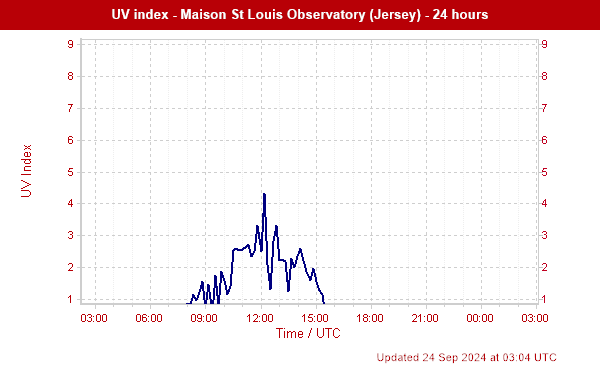 UV index - Maison St Louis Observatory (Jersey) - 24 hours
9 9
8 8
7 7
6 6
5 5
4 4
3 3
2 2
1 1
UV Index
03:00 09:00 12:00 15:00 18:00 21:00 00:00 03:00
Time / UTC
Updated 24 Sep 2024 at 03:04 UTC